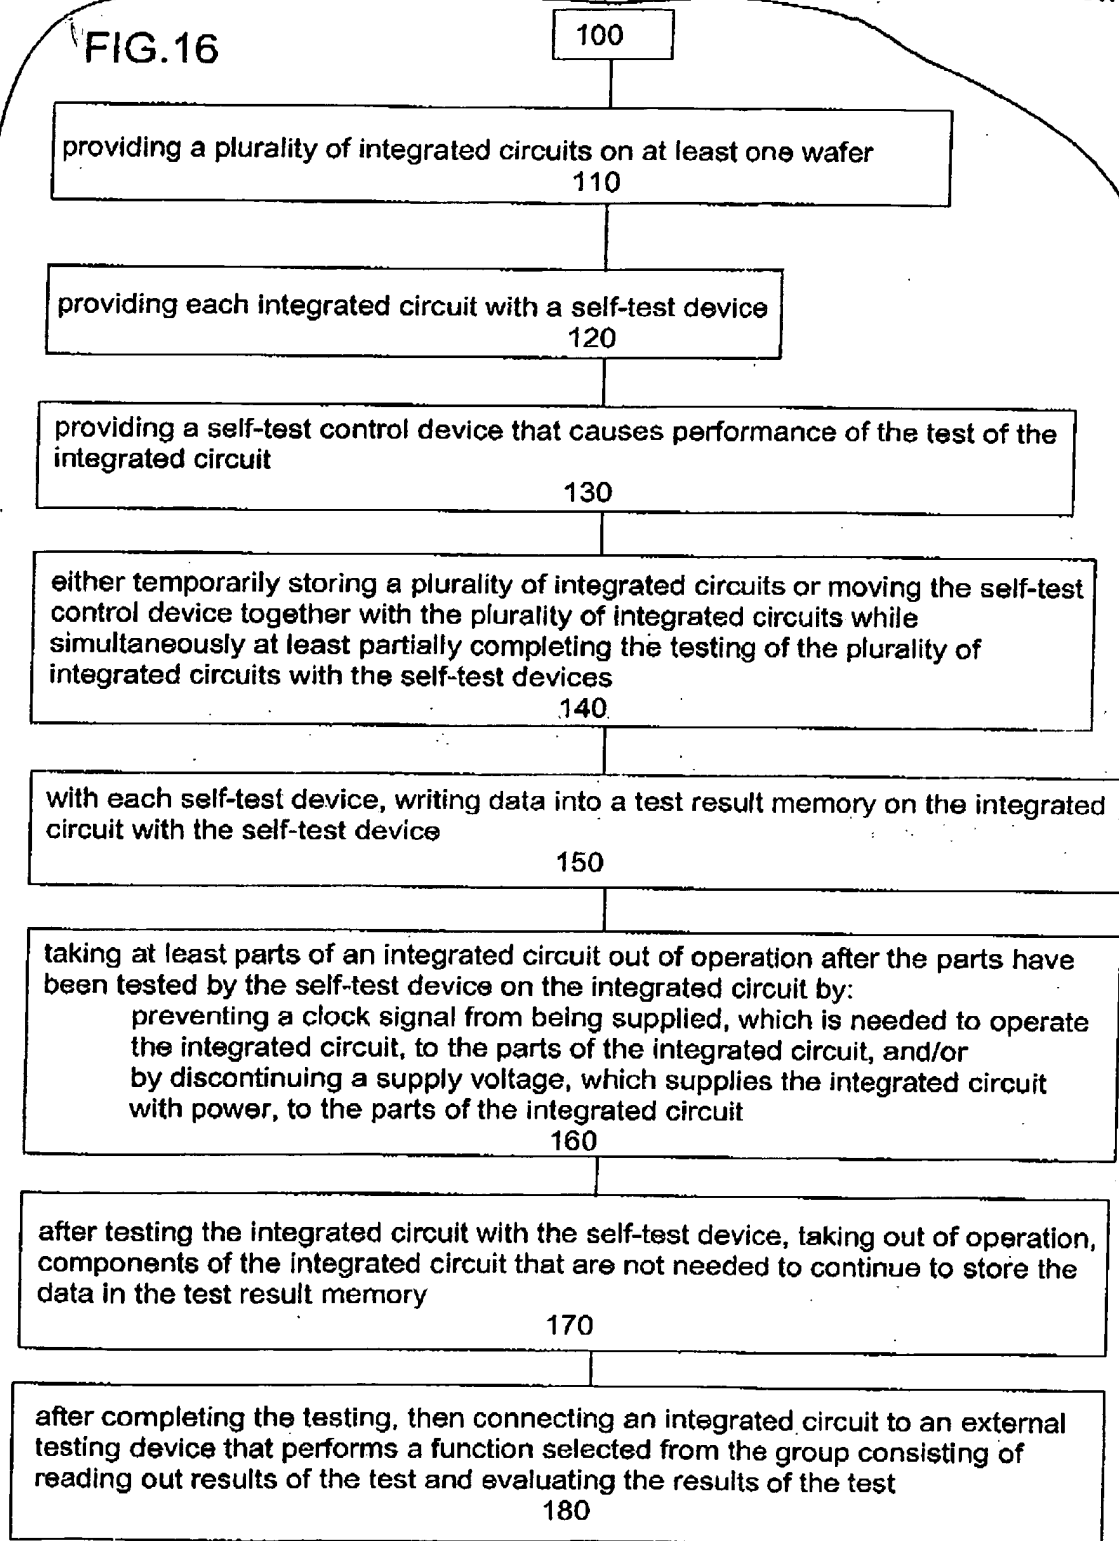 FIG.16
100
providing a plurality of integrated circuits on at least one wafer
110
providing each integrated circuit with a self-test device
120
providing a self-test control device that causes performance of the test of the
integrated circuit
130
either temporarily storing a plurality of integrated circuits or moving the self-test
control device together with the plurality of integrated circuits while
simultaneously at least partially completing the testing of the plurality of
integrated circuits with the self-test devices
140
with each self-test device, writing data into a test result memory on the integrated
circuit with the self-test device
150
taking at least parts of an integrated circuit out of operation after the parts have
been tested by the self-test device on the integrated circuit by:
preventing a clock signal from being supplied, which is needed to operate
the integrated circuit, to the parts of the integrated circuit, and/or
by discontinuing a supply voltage, which supplies the integrated circuit
with power, to the parts of the integrated circuit
160
after testing the integrated circuit with the self-test device, taking out of operation,
components of the integrated circuit that are not needed to continue to store the
data in the test result memory
170
after completing the testing, then connecting an integrated circuit to an external
testing device that performs a function selected from the group consisting of
reading out results of the test and evaluating the results of the test
180